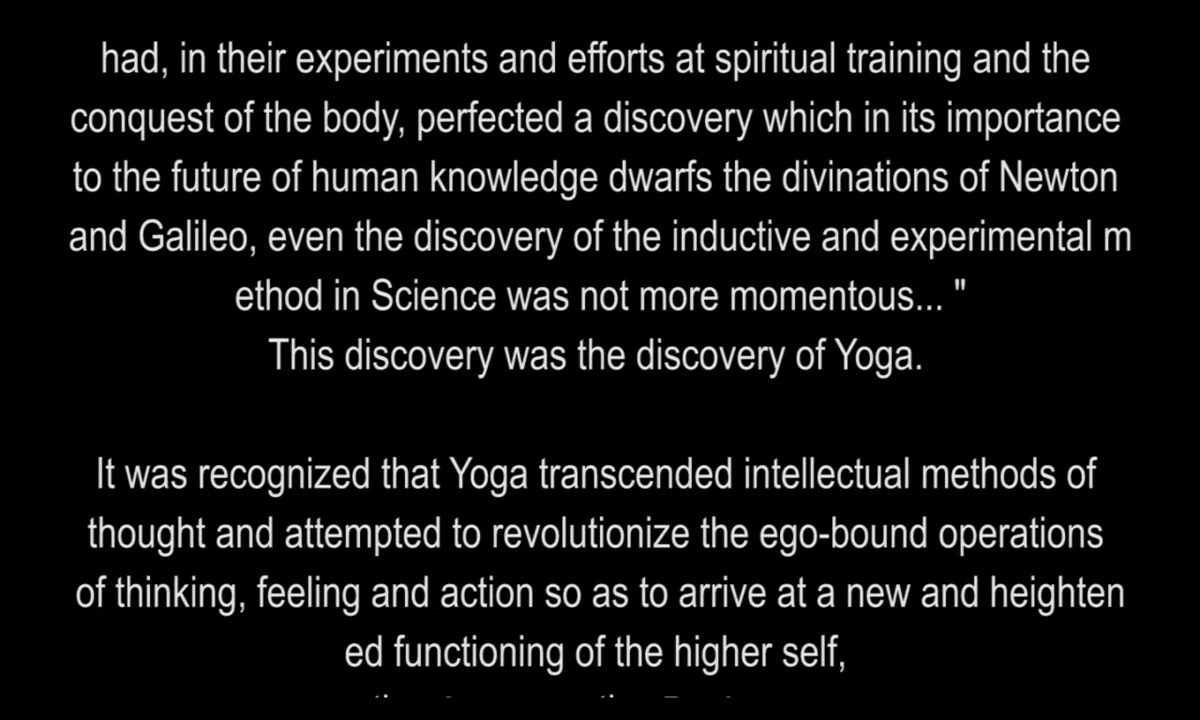 had, in their experiments and efforts at spiritual training and the
conquest of the body, perfected a discovery which in its importance
to the future of human knowledge dwarfs the divinations of Newton
and Galileo, even the discovery of the inductive and experimental m
ethod in Science was not more momentous... "
This discovery was the discovery of Yoga.
It was recognized that Yoga transcended intellectual methods of
thought and attempted to revolutionize the ego-bound operations
of thinking, feeling and action so as to arrive at a new and heighten
ed functioning of the higher self,